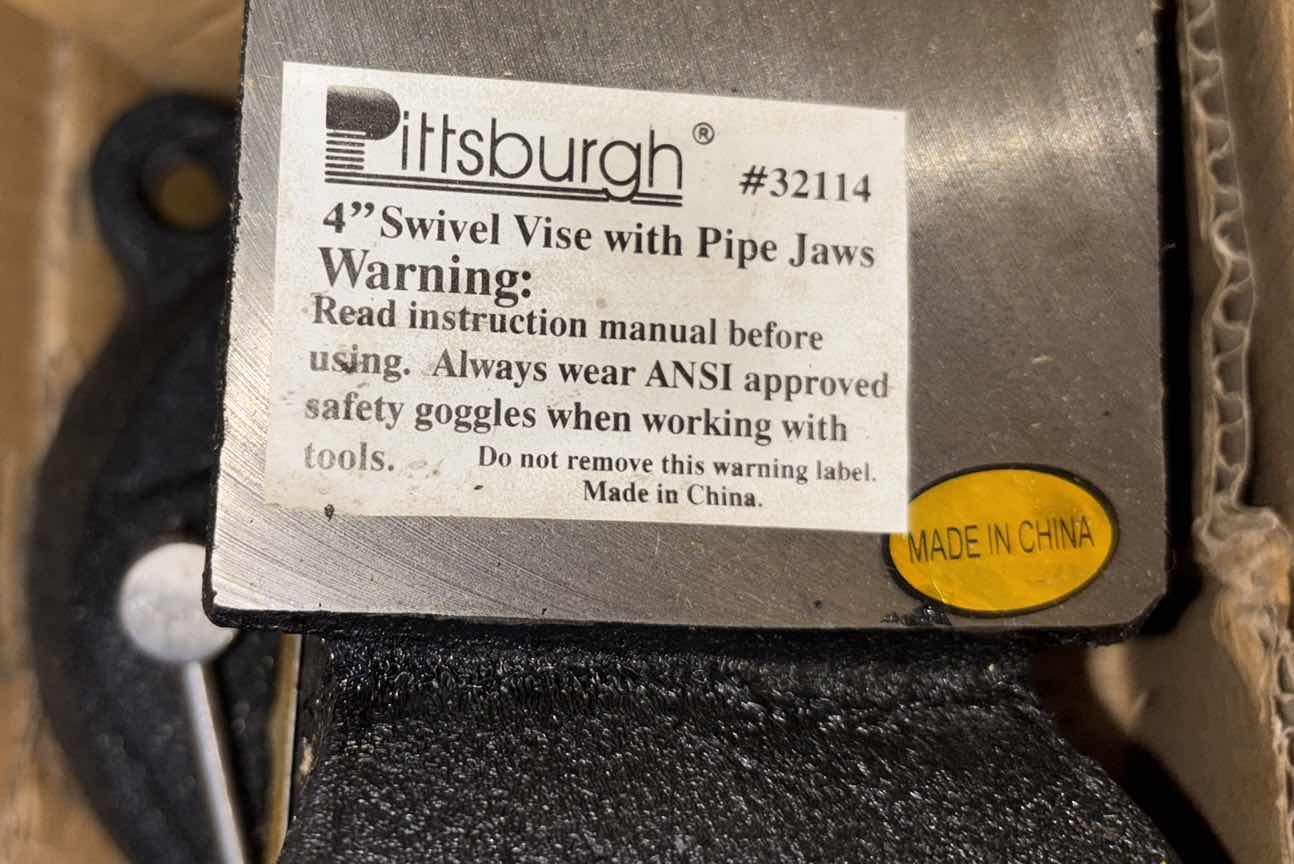 Pittsburgh® #32114
4” Swivel Vise with Pipe Jaws
Warning:
Read instruction manual before
using. Always wear ANSI approved
safety goggles when working with
tools. Do not remove this warning label.
Made in China.
MADE IN CHINA